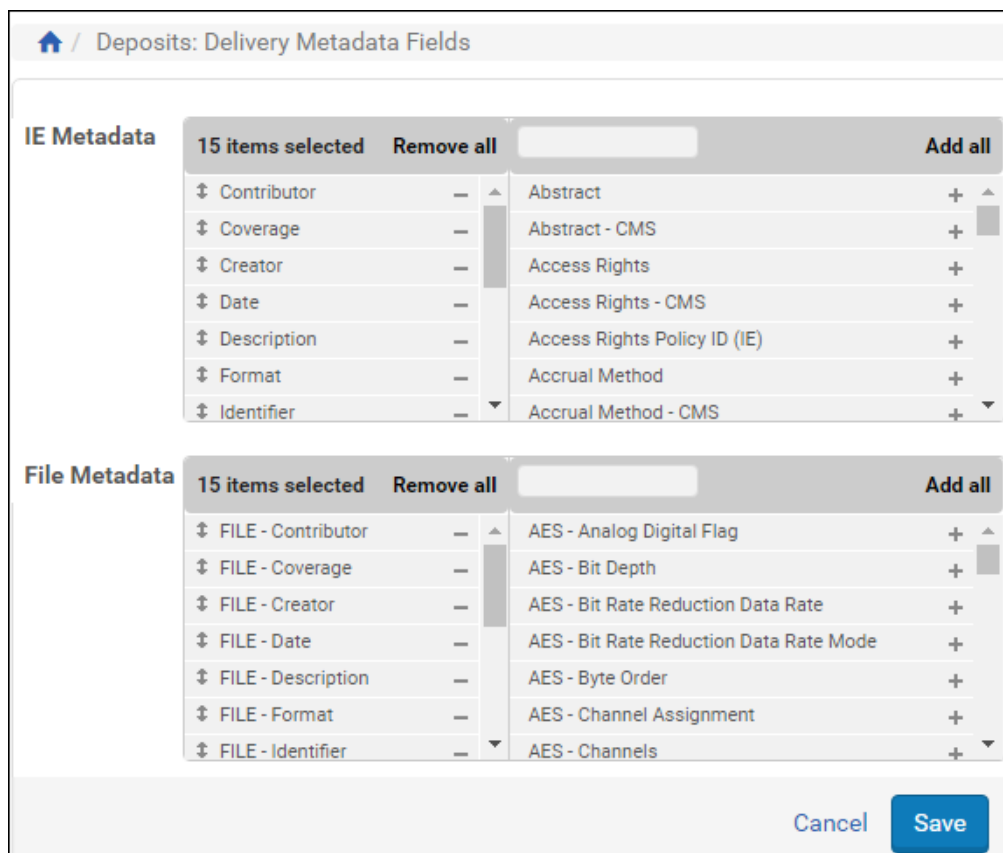 / Deposits: Delivery Metadata Fields
IE Metadata
15 items selected Remove all Add all
Contributor Abstract
Coverage Abstract - CMS
Creator Access Rights
Date Access Rights - CMS
Description Access Rights Policy ID (IE)
Format Accrual Method
Identifier Accrual Method - CMS
File Metadata
15 items selected Remove all Add all
FILE - Contributor AES - Analog Digital Flag
FILE - Coverage AES - Bit Depth
FILE - Creator AES - Bit Rate Reduction Data Rate
FILE - Date AES - Bit Rate Reduction Data Rate Mode
FILE - Description AES - Byte Order
FILE - Format AES - Channel Assignment
FILE - Identifier AES - Channels
Cancel Save